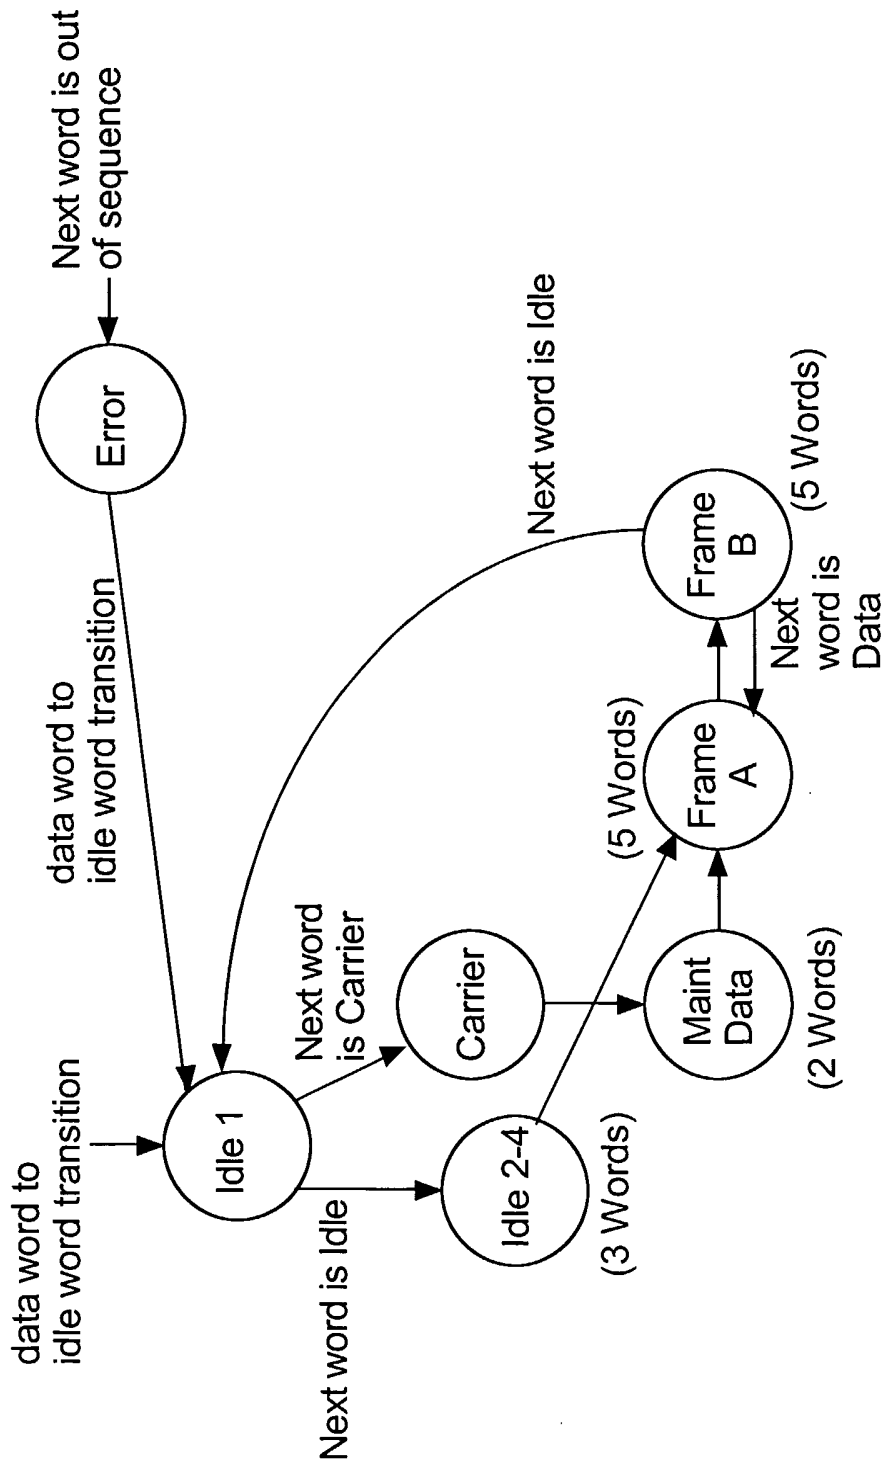 data word to
idle word transition
Idle 1
Next word is Idle
Idle 2-4
(3 Words)
Next word
is Carrier
Carrier
Maint
Data
(2 Words)
data word to
idle word transition
Error
Next word is out
of sequence
(5 Words)
Frame
A
Frame
B
(5 Words)
Next
word is
Data
Next word is Idle